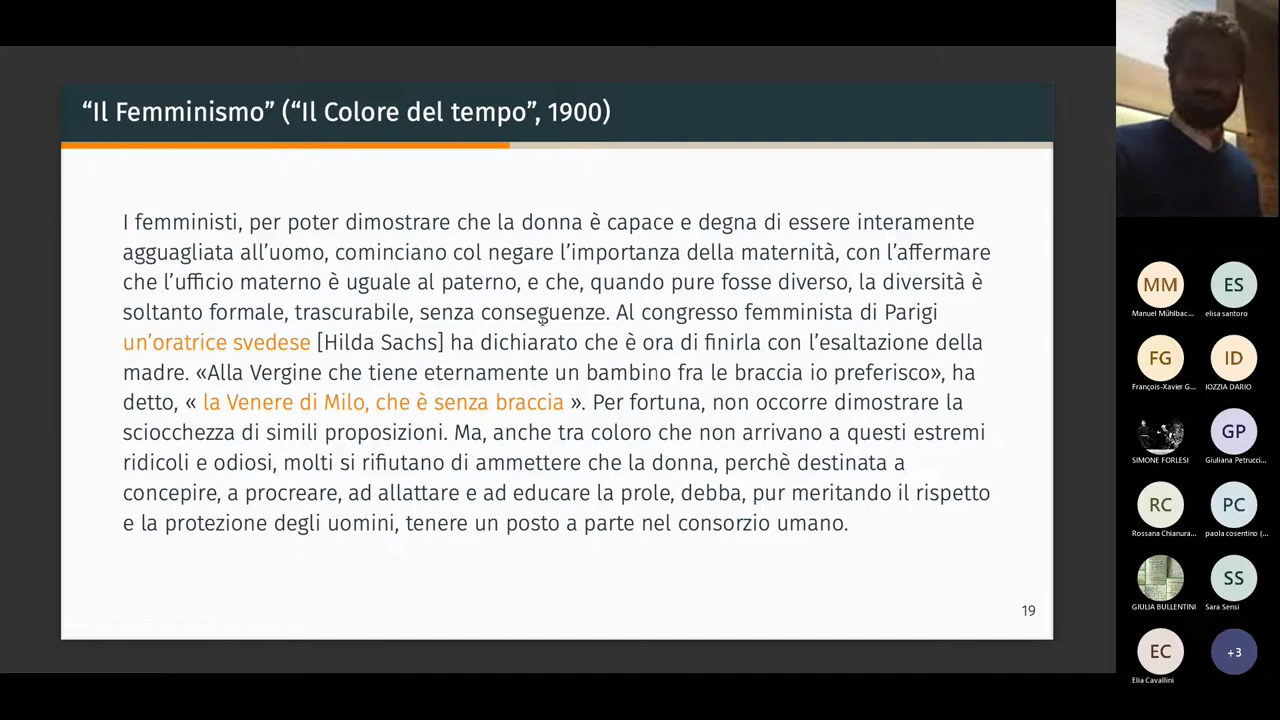 “Il Femminismo” (“Il Colore del tempo”, 1900)
I femministi, per poter dimostrare che la donna è capace e degna di essere interamente
agguagliata all’uomo, cominciano col negare l’importanza della maternità, con l’affermare
che l’ufficio materno è uguale al paterno, e che, quando pure fosse diverso, la diversità è
soltanto formale, trascurabile, senza conseguenze. Al congresso femminista di Parigi
un’oratrice svedese [Hilda Sachs] ha dichiarato che è ora di finirla con l’esaltazione della
madre. «Alla Vergine che tiene eternamente un bambino fra le braccia io preferisco», ha
detto, « la Venere di Milo, che è senza braccia ». Per fortuna, non occorre dimostrare la
sciocchezza di simili proposizioni. Ma, anche tra coloro che non arrivano a questi estremi
ridicoli e odiosi, molti si rifiutano di ammettere che la donna, perchè destinata a
concepire, a procreare, ad allattare e ad educare la prole, debba, pur meritando il rispetto
e la protezione degli uomini, tenere un posto a parte nel consorzio umano.
19
MM
Manuel Mühlbac...
ES
elisa santoro
FG
François-Xavier G...
ID
IOZZIA DARIO
SIMONE FORLESI
GP
Giuliana Petrucci...
RC
Rossana Chianura...
PC
paola cosentino (...
GIULIA BULLENTINI
SS
Sara Sensi
EC
Elia Cavallini
+3